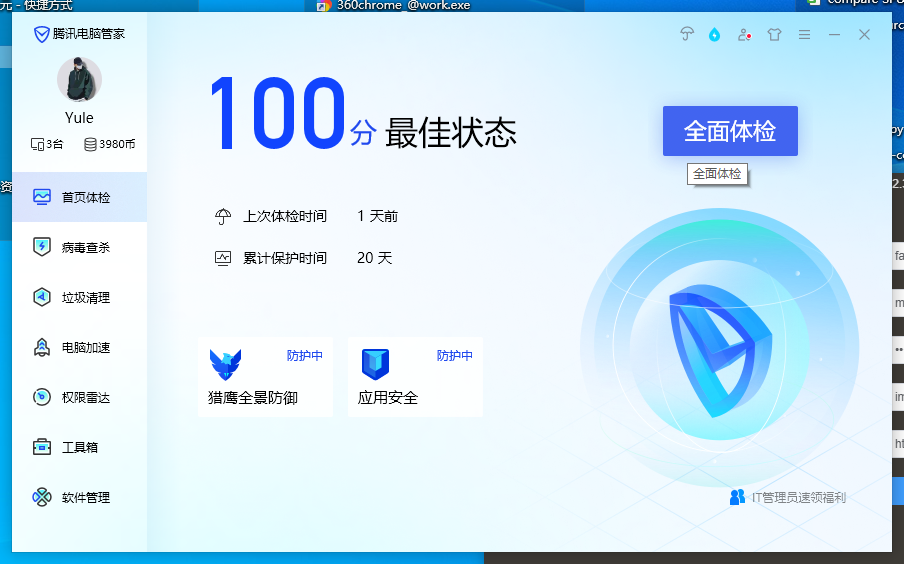 元 - 快捷方式
360chrome_@work.exe
腾讯电脑管家
Yule
3台
3980币
首页体检
病毒查杀
垃圾清理
电脑加速
权限雷达
工具箱
软件管理
100分 最佳状态
全面体检
全面体检
上次体检时间 1 天前
累计保护时间 20 天
防护中
猎鹰全景防御
防护中
应用安全
IT管理员速领福利